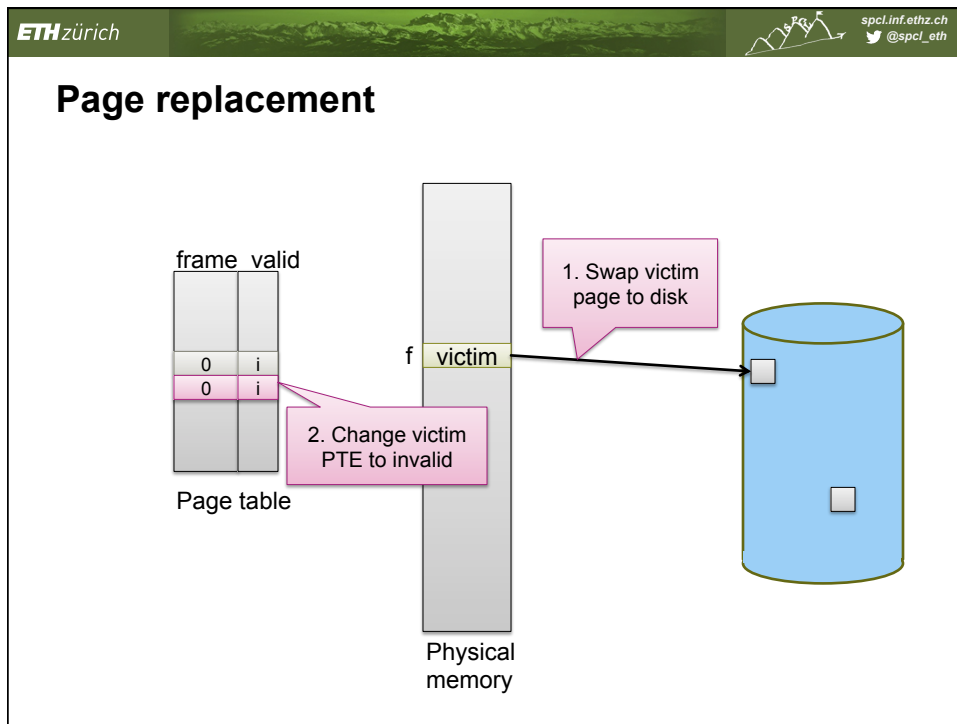 ETH zürich
spcl.inf.ethz.ch
@spcl_eth
Page replacement
frame valid
0 i
0 i
Page table
f victim
1. Swap victim
page to disk
2. Change victim
PTE to invalid
Physical
memory